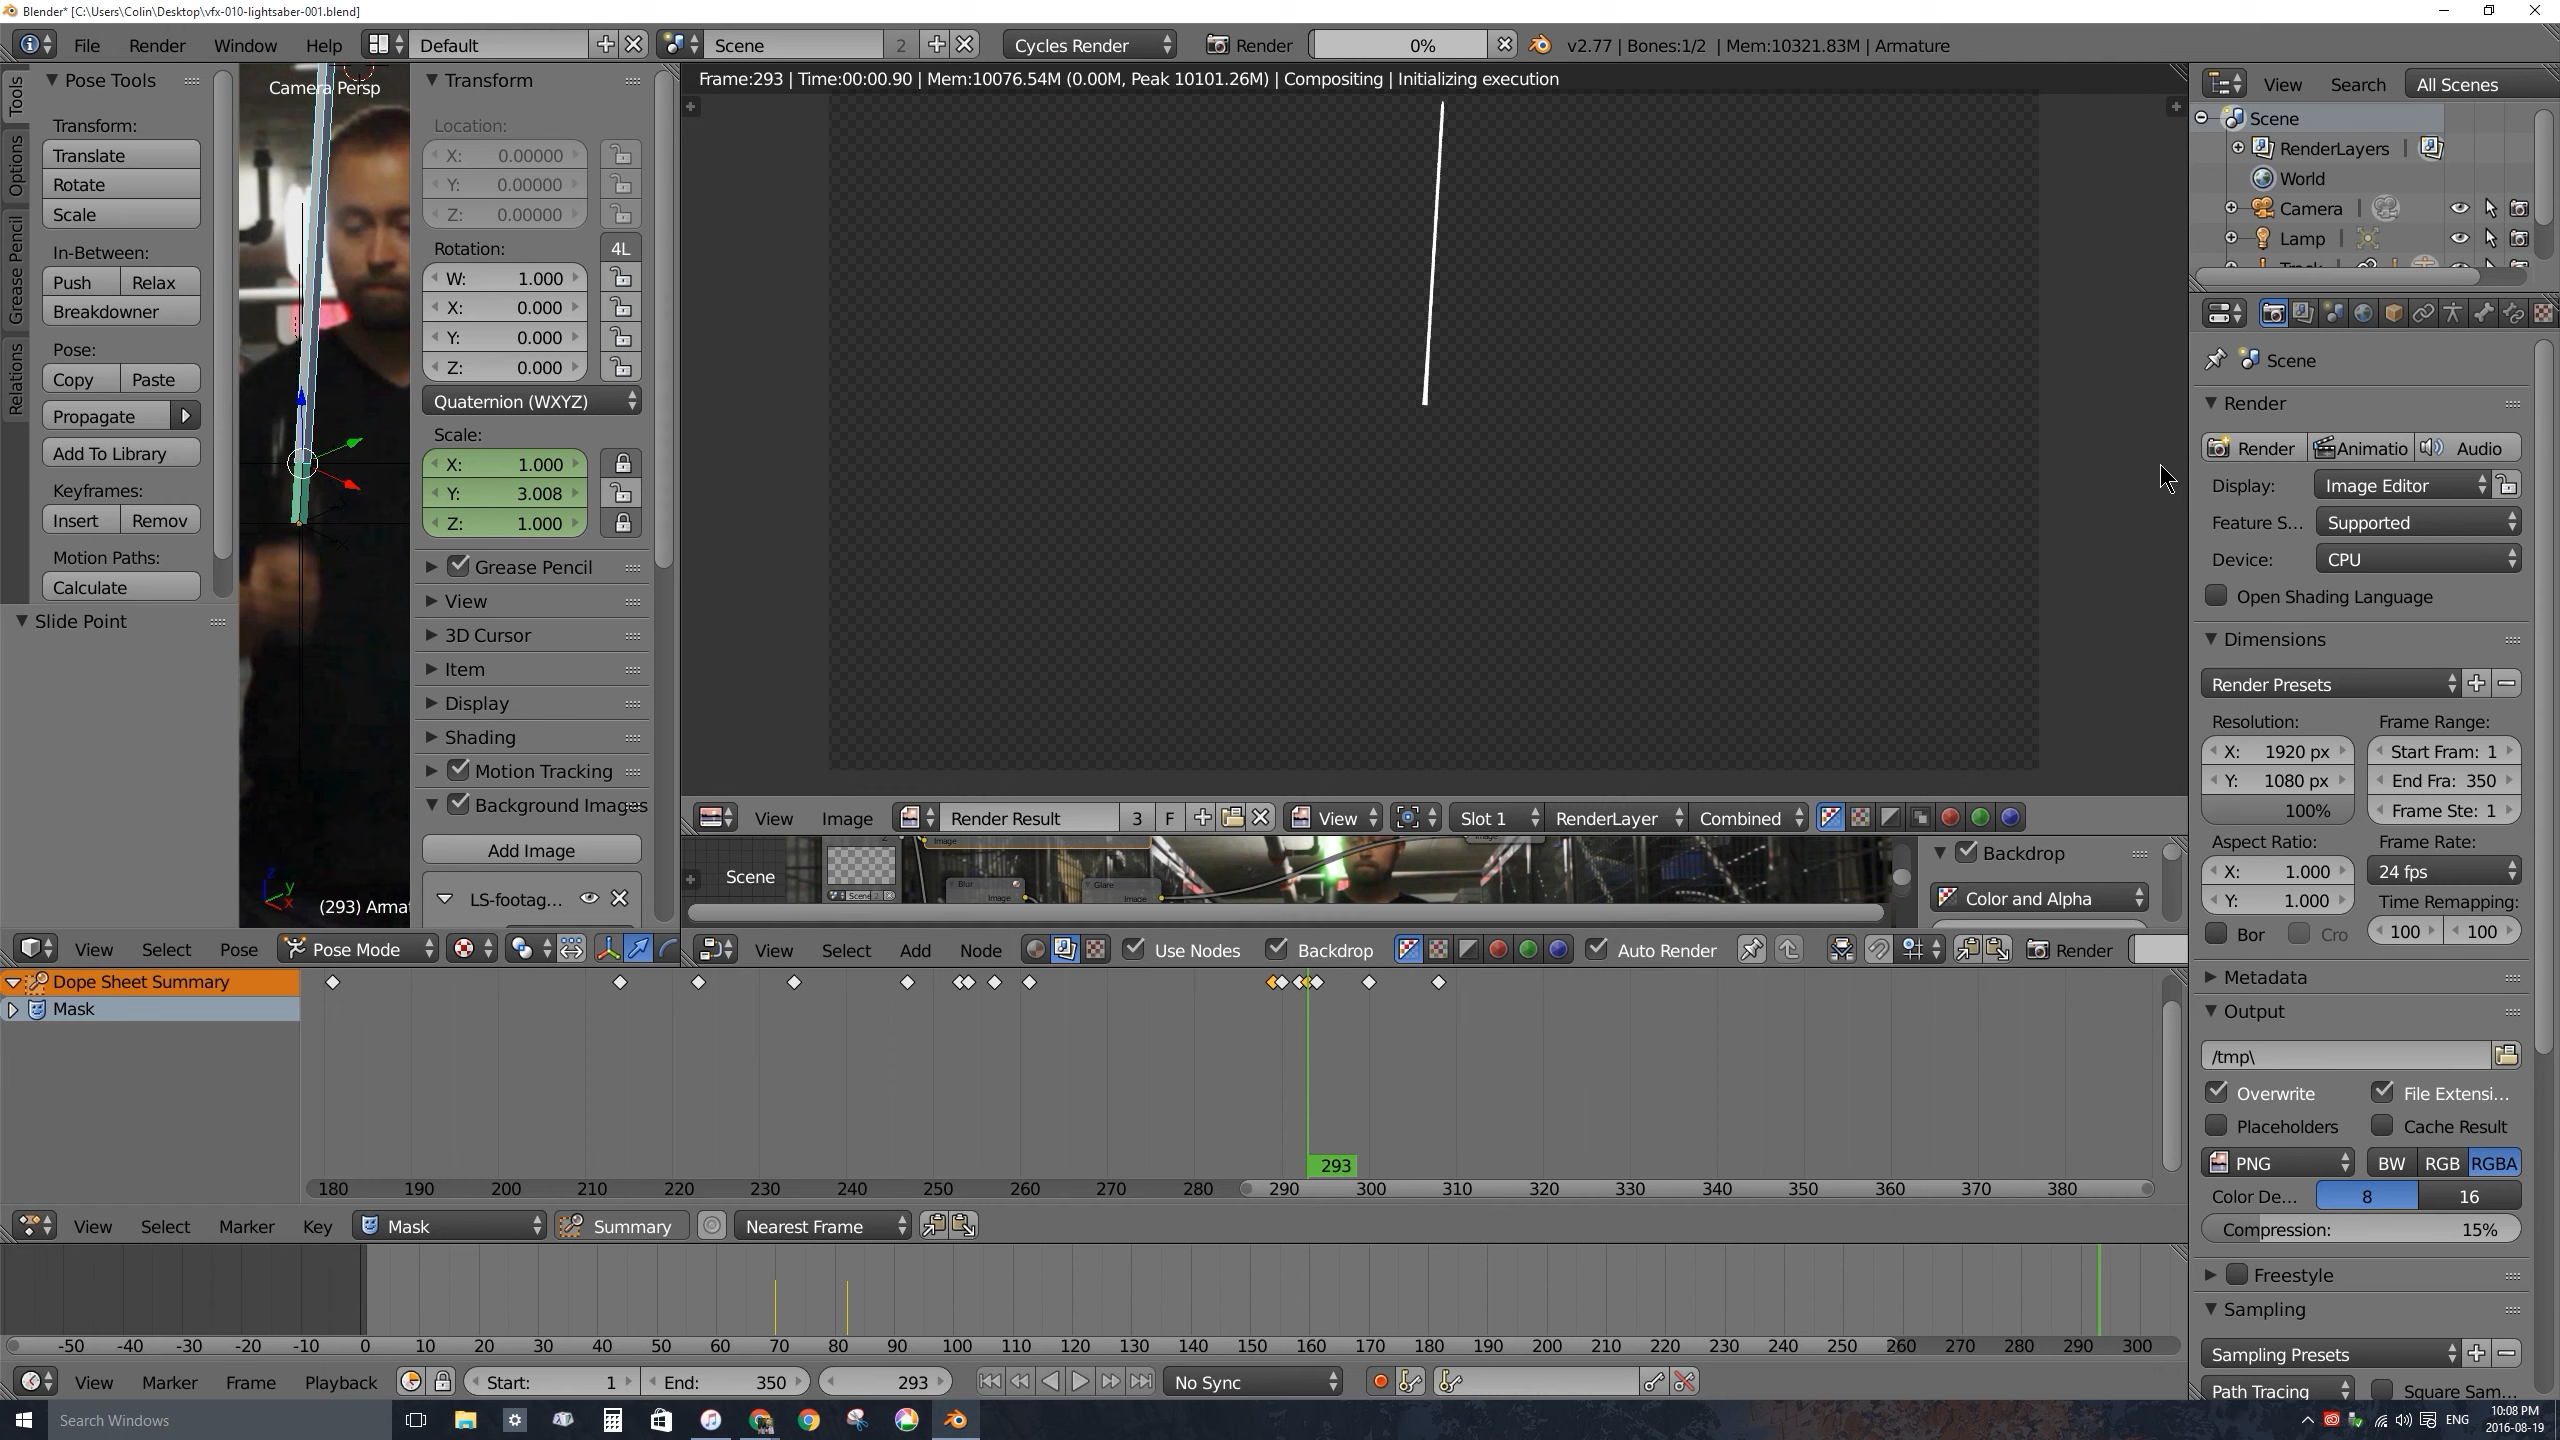 Blender* [C:\Users\Colin\Desktop\vfx-010-lightsaber-001.blend]
File Render Window Help Default Scene 2 Cycles Render Render 0% v2.77 | Bones:1/2 | Mem:10321.83M | Armature
Tools
Options
Grease Pencil
Relations
Pose Tools
Transform:
Translate
Rotate
Scale
In-Between:
Push Relax
Breakdowner
Pose:
Copy Paste
Propagate
Add To Library
Keyframes:
Insert Remov
Motion Paths:
Calculate
Slide Point
Camera Persp
(293) Armat
Transform
Location:
X: 0.00000
Y: 0.00000
Z: 0.00000
Rotation: 4L
W: 1.000
X: 0.000
Y: 0.000
Z: 0.000
Quaternion (WXYZ)
Scale:
X: 1.000
Y: 3.008
Z: 1.000
Grease Pencil
View
3D Cursor
Item
Display
Shading
Motion Tracking
Background Images
Add Image
LS-footag...
View Select Pose Pose Mode
Frame:293 | Time:00:00.90 | Mem:10076.54M (0.00M, Peak 10101.26M) | Compositing | Initializing execution
View Image Render Result 3 F View Slot 1 RenderLayer Combined
Scene
Image
Blur
Image
Glare
Image
Scene 2
Backdrop
Color and Alpha
View Select Add Node Use Nodes Backdrop Auto Render Render
View Search All Scenes
Scene
RenderLayers |
World
Camera |
Lamp |
Scene
Render
Render Animatio Audio
Display: Image Editor
Feature S... Supported
Device: CPU
Open Shading Language
Dimensions
Render Presets
Resolution: Frame Range:
X: 1920 px Start Fram: 1
Y: 1080 px End Fra: 350
100% Frame Ste: 1
Aspect Ratio: Frame Rate:
X: 1.000 24 fps
Y: 1.000 Time Remapping:
Bor Cro 100 100
Metadata
Output
/tmp\
Overwrite File Extensi...
Placeholders Cache Result
PNG BW RGB RGBA
Color De... 8 16
Compression: 15%
Freestyle
Sampling
Sampling Presets
Path Tracing Square Sam...
Dope Sheet Summary
Mask
293
180 190 200 210 220 230 240 250 260 270 280 290 300 310 320 330 340 350 360 370 380
View Select Marker Key Mask Summary Nearest Frame
-50 -40 -30 -20 -10 0 10 20 30 40 50 60 70 80 90 100 110 120 130 140 150 160 170 180 190 200 210 220 230 240 250 260 270 280 290 300
View Marker Frame Playback Start: 1 End: 350 293 No Sync
Search Windows
ENG
10:08 PM
2016-08-19